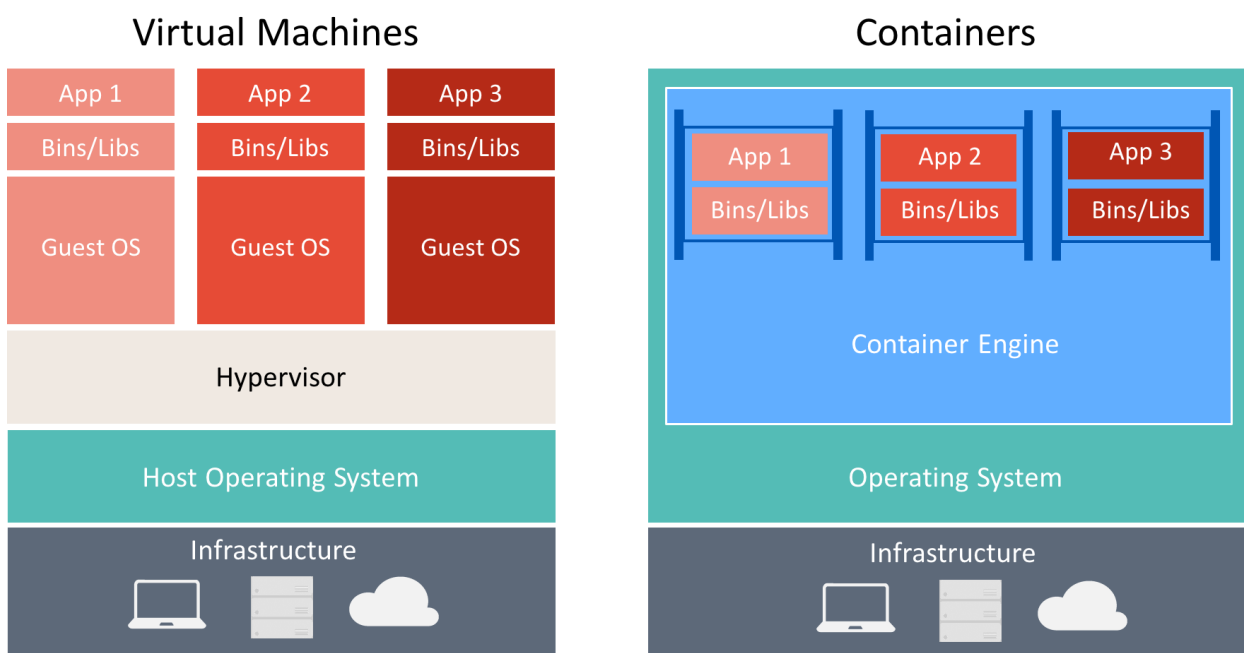 Virtual Machines
App 1
App 2
App 3
Bins/Libs
Bins/Libs
Bins/Libs
Guest OS
Guest OS
Guest OS
Hypervisor
Host Operating System
Infrastructure
Containers
App 1
App 2
App 3
Bins/Libs
Bins/Libs
Bins/Libs
Container Engine
Operating System
Infrastructure